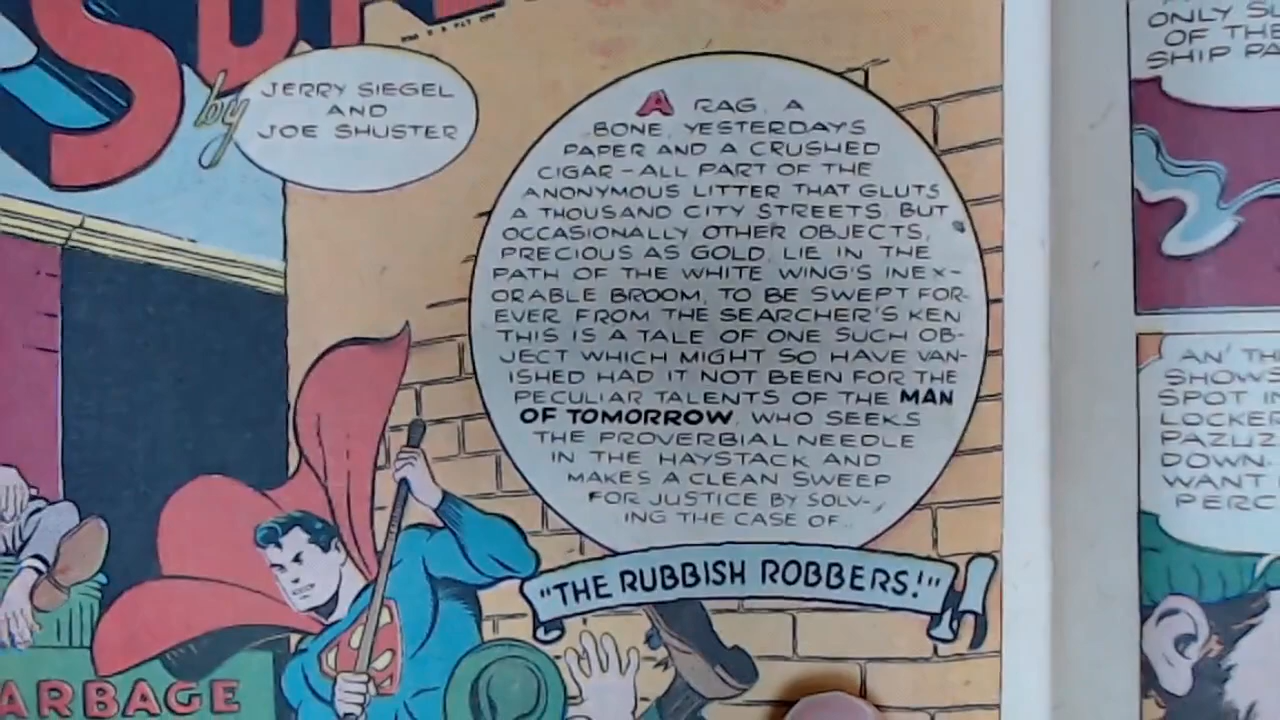 SUP
by
JERRY SIEGEL
AND
JOE SHUSTER
A RAG, A
BONE, YESTERDAYS
PAPER AND A CRUSHED
CIGAR - ALL PART OF THE
ANONYMOUS LITTER THAT GLUTS
A THOUSAND CITY STREETS. BUT
OCCASIONALLY OTHER OBJECTS,
PRECIOUS AS GOLD, LIE IN THE
PATH OF THE WHITE WING'S INEX-
ORABLE BROOM, TO BE SWEPT FOR-
EVER FROM THE SEARCHER'S KEN
THIS IS A TALE OF ONE SUCH OB-
JECT WHICH MIGHT SO HAVE VAN-
ISHED HAD IT NOT BEEN FOR THE
PECULIAR TALENTS OF THE MAN
OF TOMORROW, WHO SEEKS
THE PROVERBIAL NEEDLE
IN THE HAYSTACK AND
MAKES A CLEAN SWEEP
FOR JUSTICE BY SOLV-
ING THE CASE OF..
"THE RUBBISH ROBBERS!"
ARBAGE
ONLY
OF THE
SHIP
AN' TH
SHOWS
SPOT IN
LOCKER
PAZUZ
DOWN.
WANT
PERC